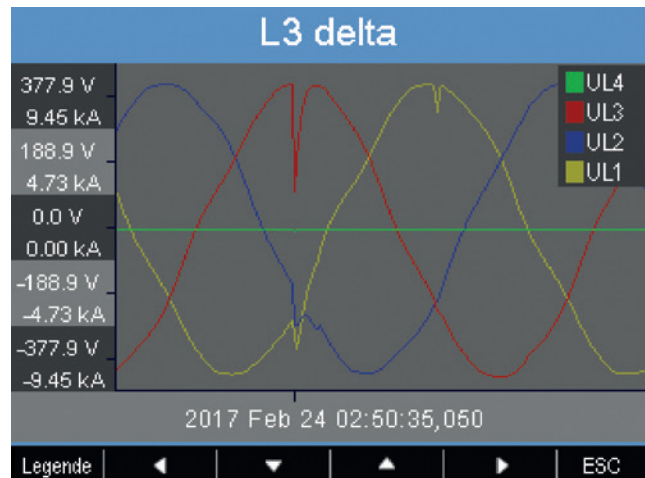 L3 delta
377.9 V
9.45 kA
188.9 V
4.73 kA
0.0 V
0.00 kA
-188.9 V
-4.73 kA
-377.9 V
-9.45 kA
UL4
UL3
UL2
UL1
2017 Feb 24 02:50:35,050
Legende ESC